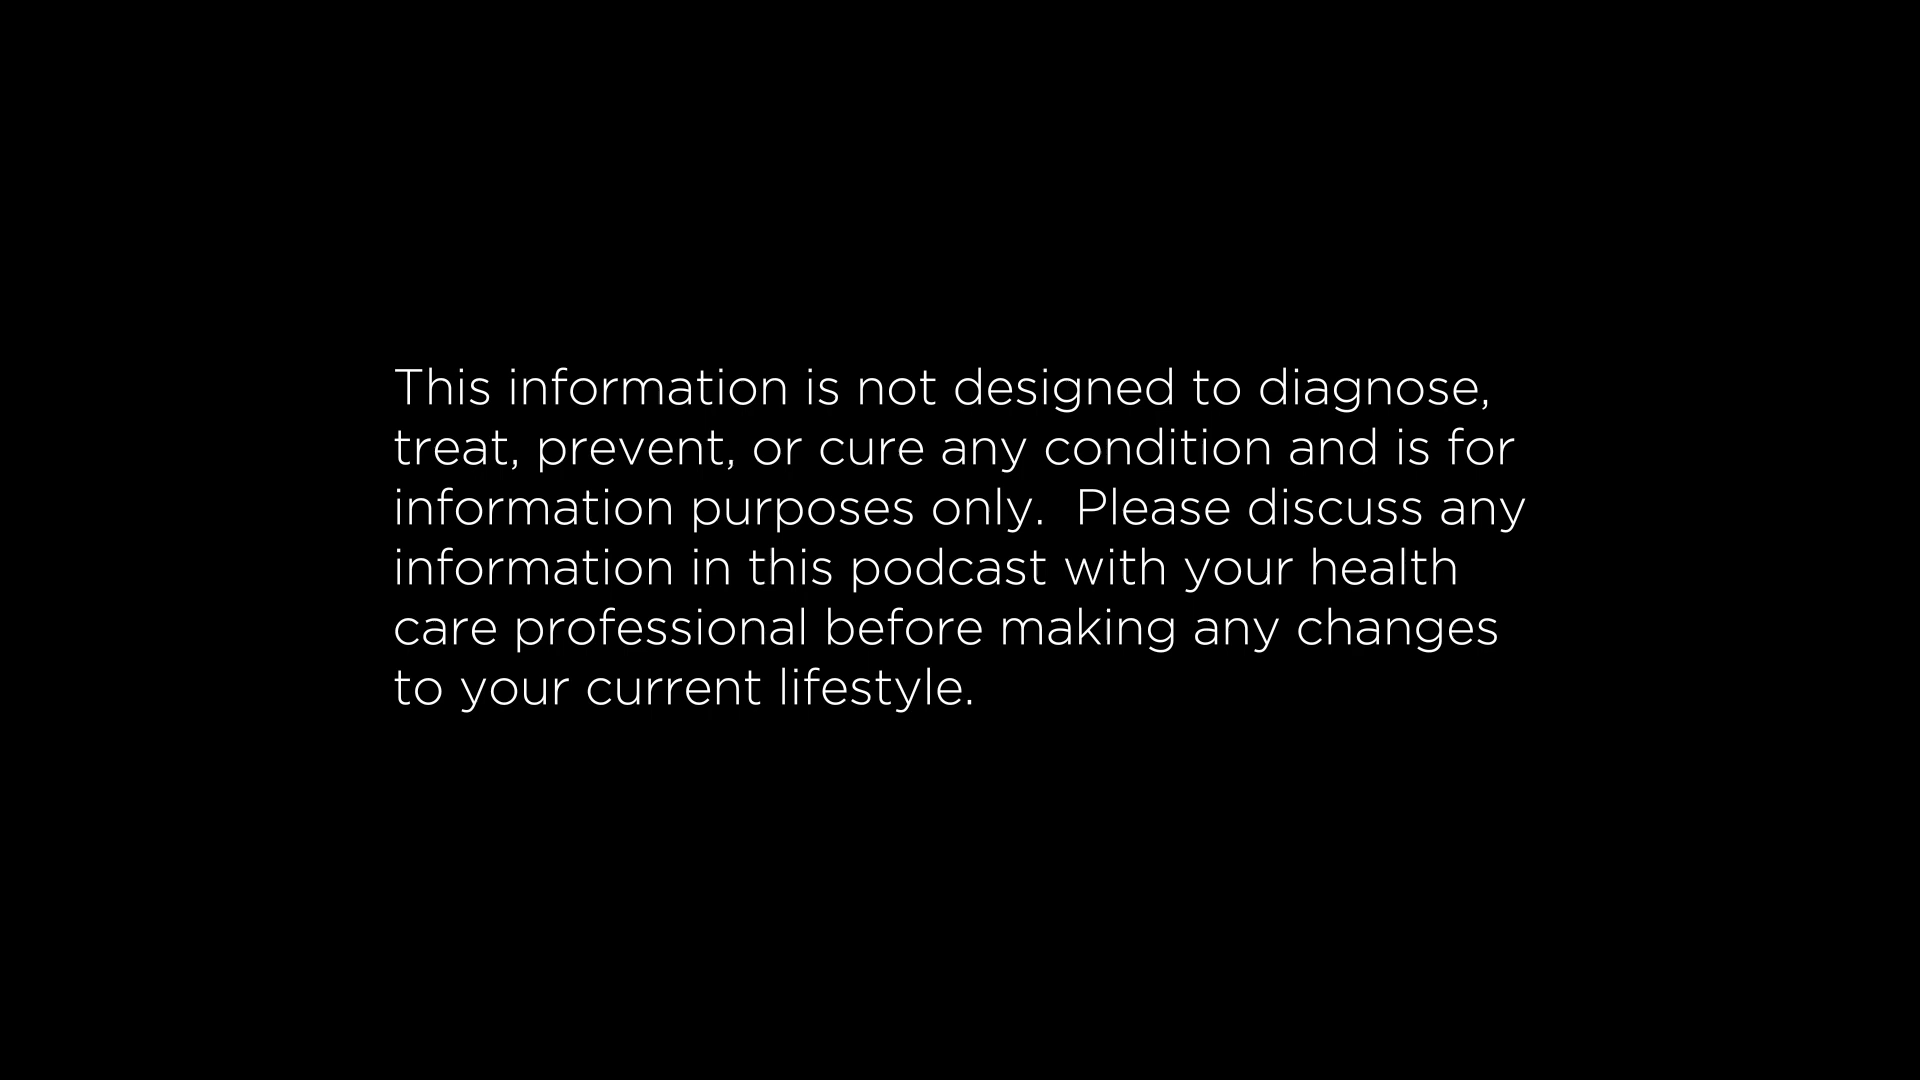 This information is not designed to diagnose,
treat, prevent, or cure any condition and is for
information purposes only.  Please discuss any
information in this podcast with your health
care professional before making any changes
to your current lifestyle.